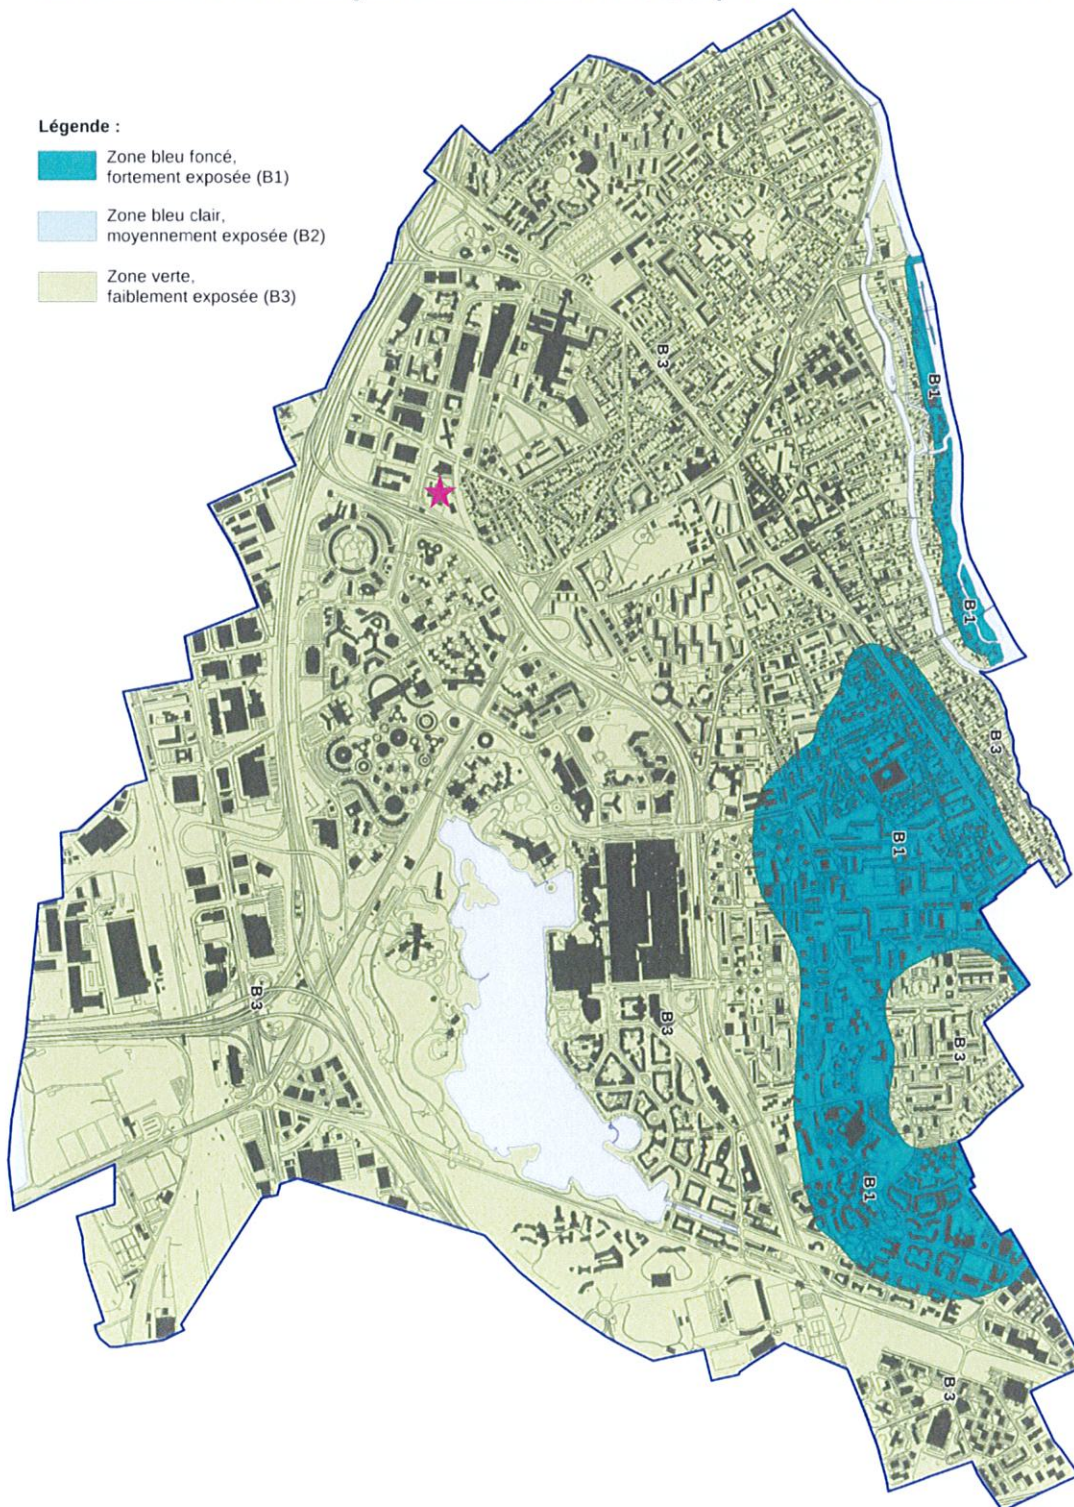 Légende :
Zone bleu foncé,
fortement exposée (B1)
Zone bleu clair,
moyennement exposée (B2)
Zone verte,
faiblement exposée (B3)
B3
B1
B1
B3
B1
B3
B3
B3
B1
B3